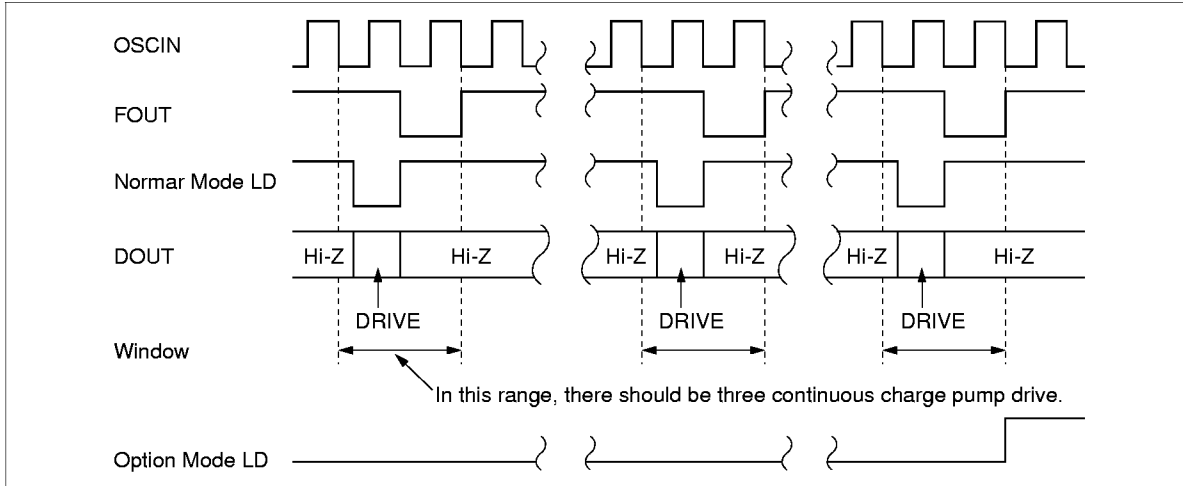 OSCIN
FOUT
Normar Mode LD
DOUT
Hi-Z Hi-Z Hi-Z Hi-Z Hi-Z Hi-Z
DRIVE DRIVE DRIVE
Window
In this range, there should be three continuous charge pump drive.
Option Mode LD